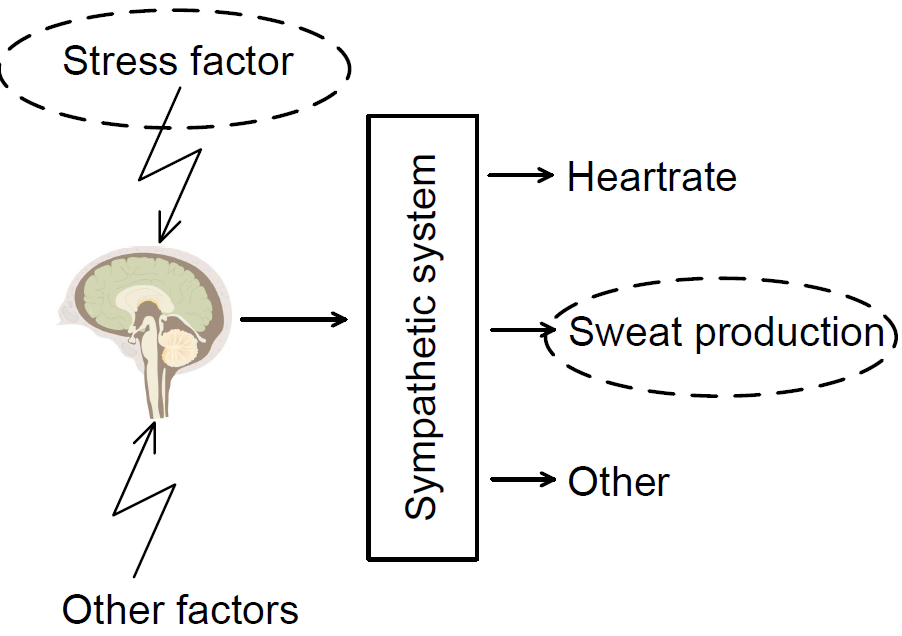 Stress factor
Sympathetic system
Heartrate
Sweat production
Other
Other factors